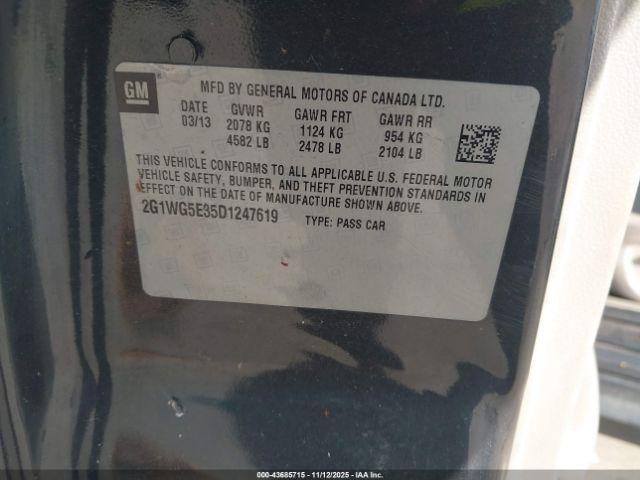 GM
MFD BY GENERAL MOTORS OF CANADA LTD.
DATE GVWR GAWR FRT GAWR RR
03/13 2078 KG 1124 KG 954 KG
4582 LB 2478 LB 2104 LB
THIS VEHICLE CONFORMS TO ALL APPLICABLE U.S. FEDERAL MOTOR
VEHICLE SAFETY, BUMPER, AND THEFT PREVENTION STANDARDS IN
EFFECT ON THE DATE OF MANUFACTURE SHOWN ABOVE.
2G1WG5E35D1247619 TYPE: PASS CAR
000-43685715 - 11/12/2025 - IAA Inc.